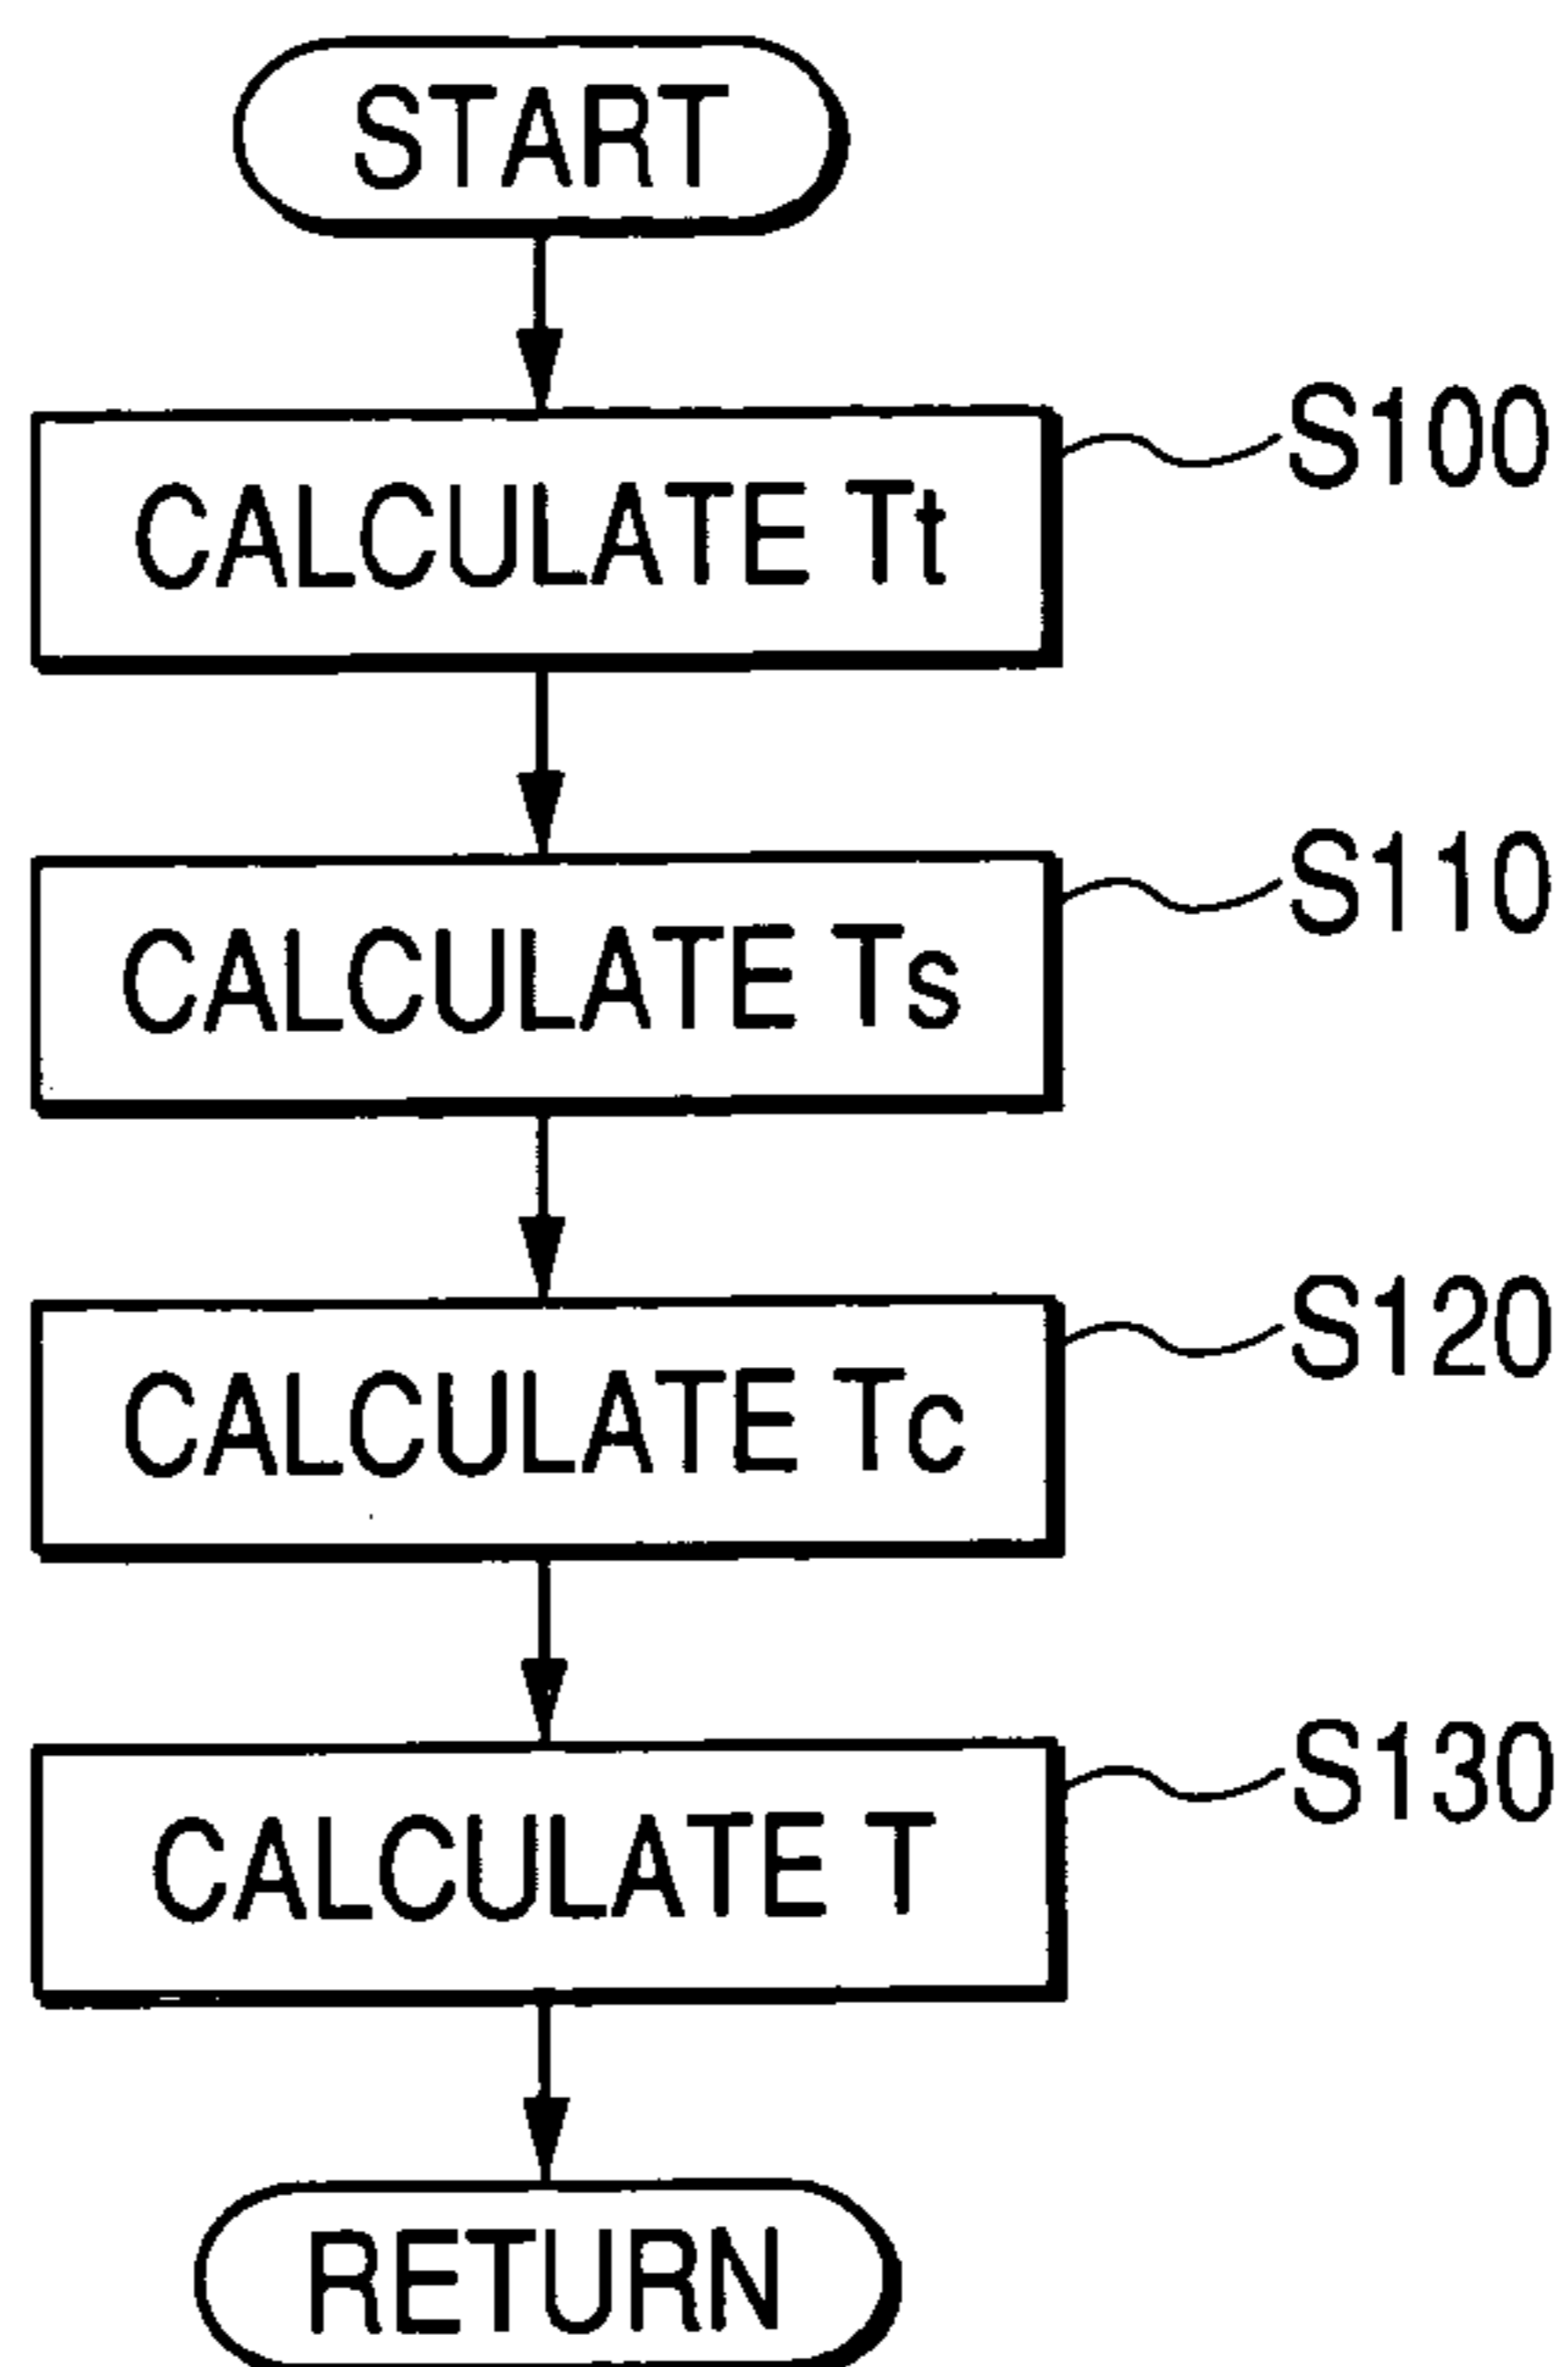 START
S100
CALCULATE Tt
S110
CALCULATE Ts
S120
CALCULATE Tc
S130
CALCULATE T
RETURN